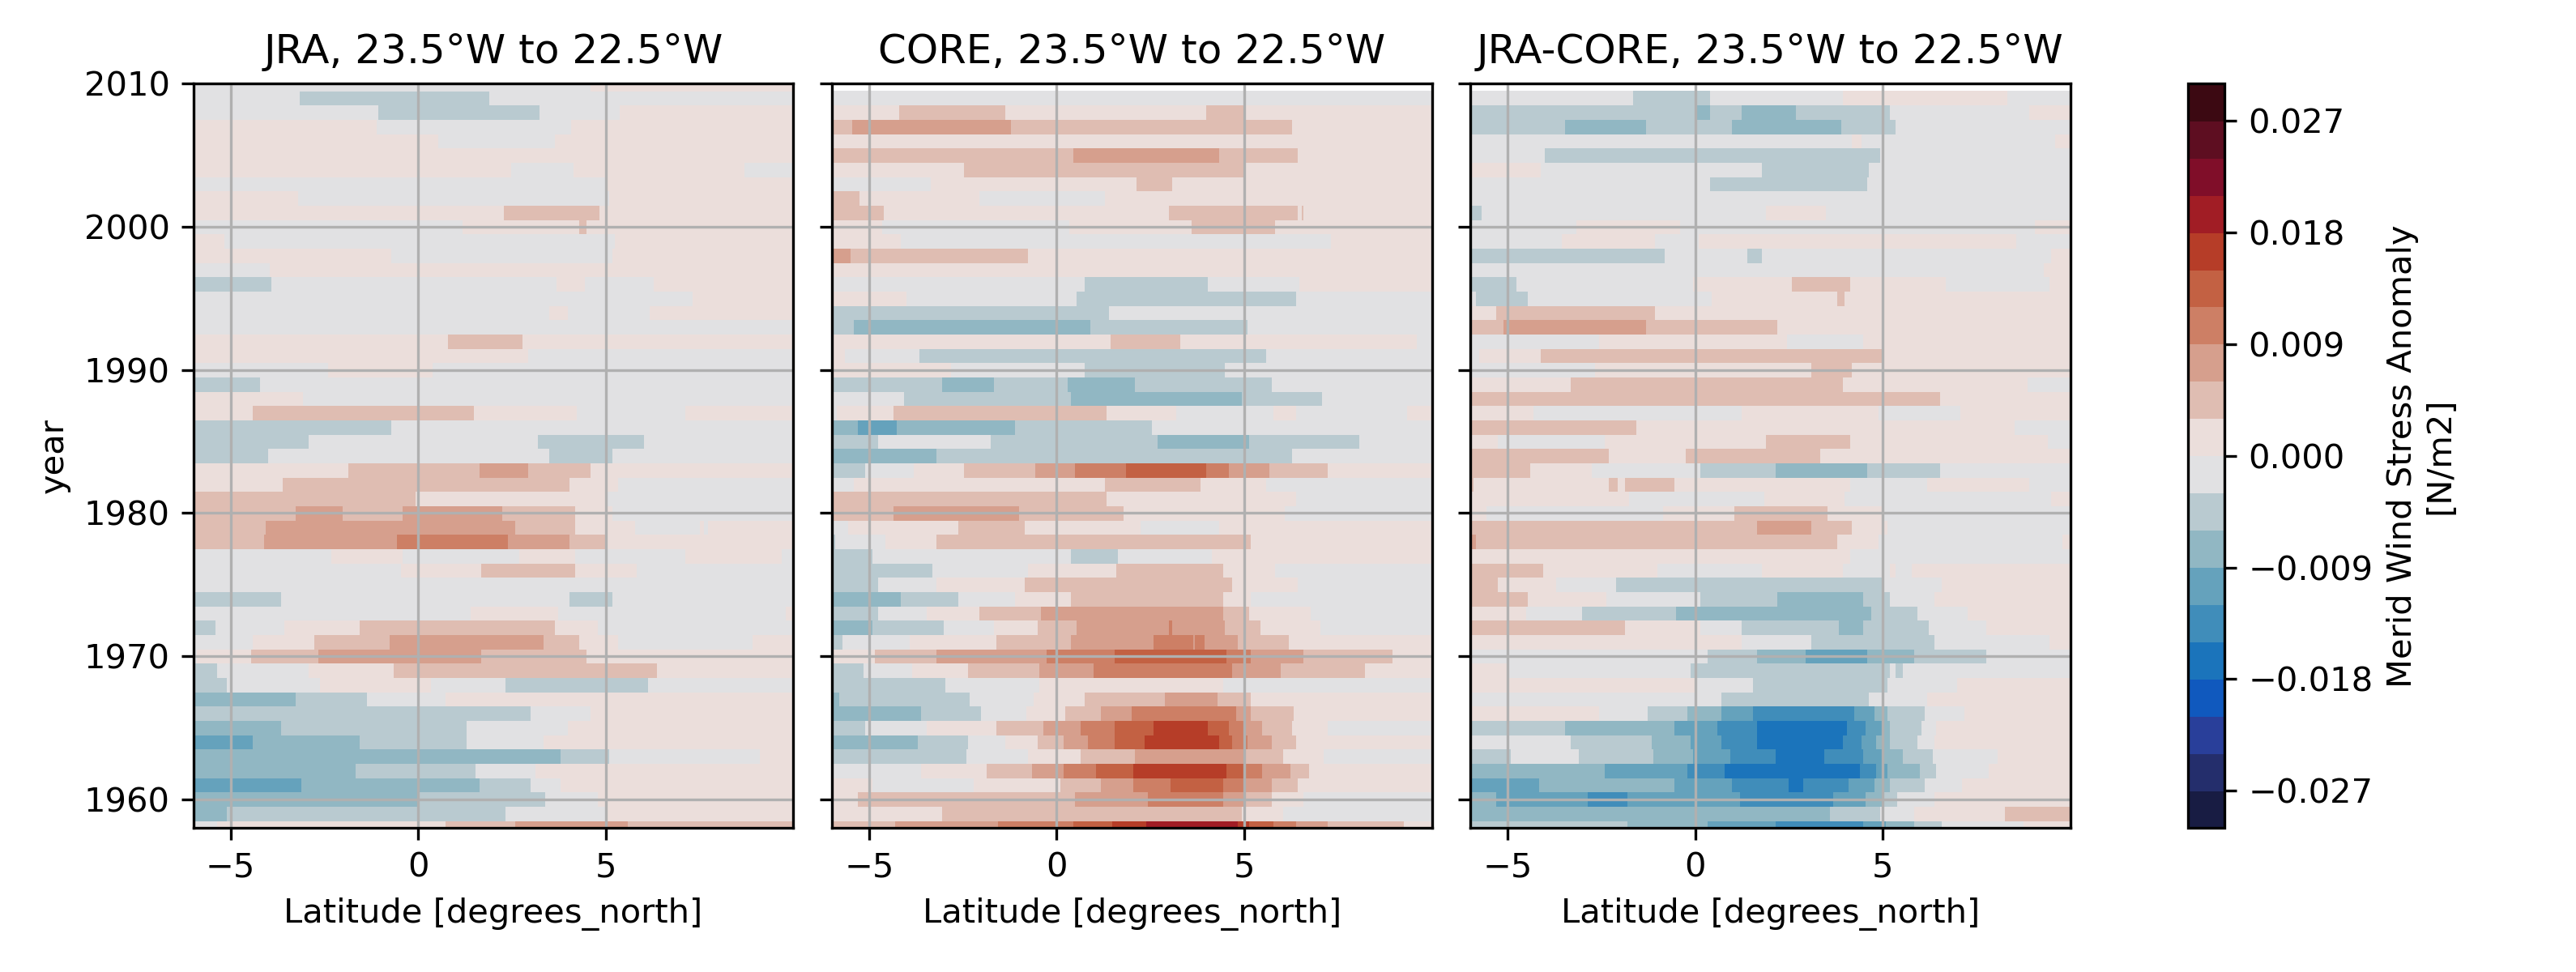 JRA, 23.5°W to 22.5°W
CORE, 23.5°W to 22.5°W
JRA-CORE, 23.5°W to 22.5°W
2010
2000
1990
1980
1970
1960
year
−5 0 5
−5 0 5
−5 0 5
Latitude [degrees_north]
Latitude [degrees_north]
Latitude [degrees_north]
0.027
0.018
0.009
0.000
−0.009
−0.018
−0.027
Merid Wind Stress Anomaly
[N/m2]